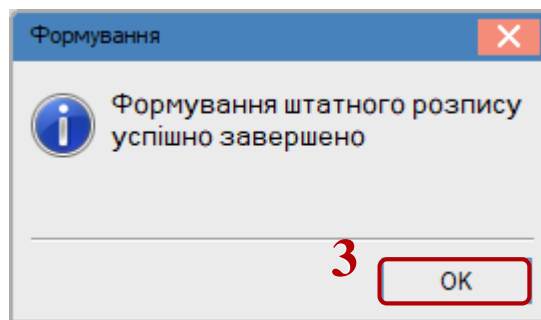 Формування
Формування штатного розпису
успішно завершено
3
OK